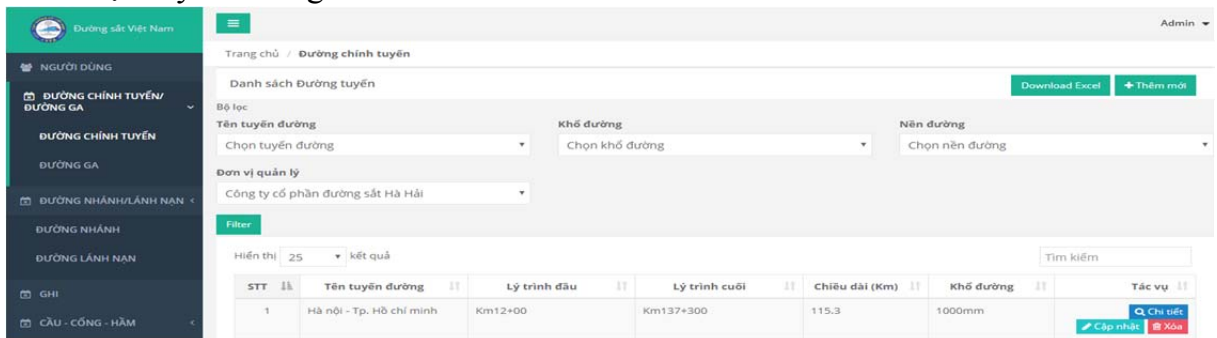 Đường sắt Việt Nam
Admin
Trang chủ / Đường chính tuyến
NGƯỜI DÙNG
Danh sách Đường tuyến
Download Excel
+ Thêm mới
ĐƯỜNG CHÍNH TUYẾN/
ĐƯỜNG GA
Bộ lọc
Tên tuyến đường
Khổ đường
Nền đường
ĐƯỜNG CHÍNH TUYẾN
Chọn tuyến đường
Chọn khổ đường
Chọn nền đường
ĐƯỜNG GA
Đơn vị quản lý
Công ty cổ phần đường sắt Hà Hải
ĐƯỜNG NHÁNH/LÁNH NẠN
Filter
ĐƯỜNG NHÁNH
ĐƯỜNG LÁNH NẠN
Hiển thị 25 kết quả
Tìm kiếm
STT Tên tuyến đường Lý trình đầu Lý trình cuối Chiều dài (Km) Khổ đường Tác vụ
GHI
1 Hà nội - Tp. Hồ chí minh Km12+00 Km137+300 115.3 1000mm Chi tiết
CẦU - CỐNG - HẦM
Cập nhật Xóa